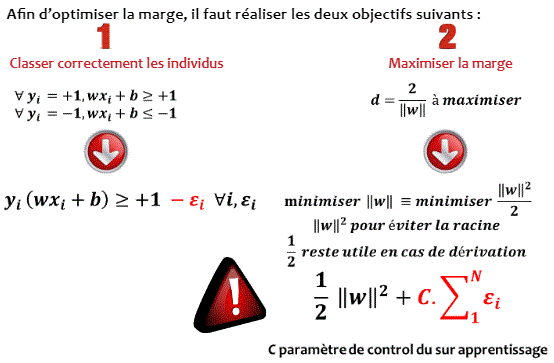 Afin d'optimiser la marge, il faut réaliser les deux objectifs suivants :
1
Classer correctement les individus
∀ yᵢ = +1, wxᵢ + b ≥ +1
∀ yᵢ = −1, wxᵢ + b ≤ −1
yᵢ (wxᵢ + b) ≥ +1 − εᵢ ∀i, εᵢ
2
Maximiser la marge
d = 2/‖w‖ à maximiser
minimiser ‖w‖ ≡ minimiser ‖w‖²/2
‖w‖² pour éviter la racine
1/2 reste utile en cas de dérivation
1/2 ‖w‖² + C. ∑₁ᴺ εᵢ
!
C paramètre de control du sur apprentissage